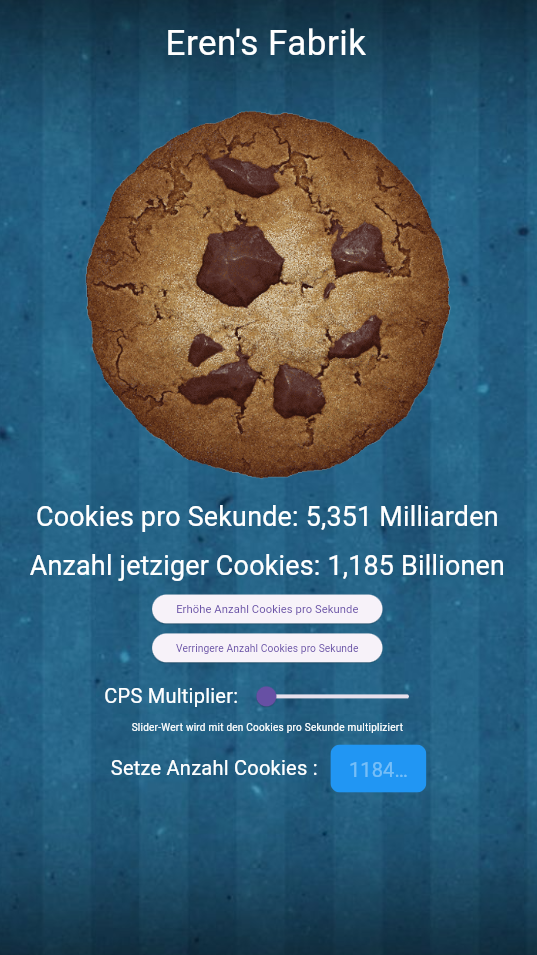 Eren's Fabrik
Cookies pro Sekunde: 5,351 Milliarden
Anzahl jetziger Cookies: 1,185 Billionen
Erhöhe Anzahl Cookies pro Sekunde
Verringere Anzahl Cookies pro Sekunde
CPS Multiplier:
Slider-Wert wird mit den Cookies pro Sekunde multipliziert
Setze Anzahl Cookies : 1184...